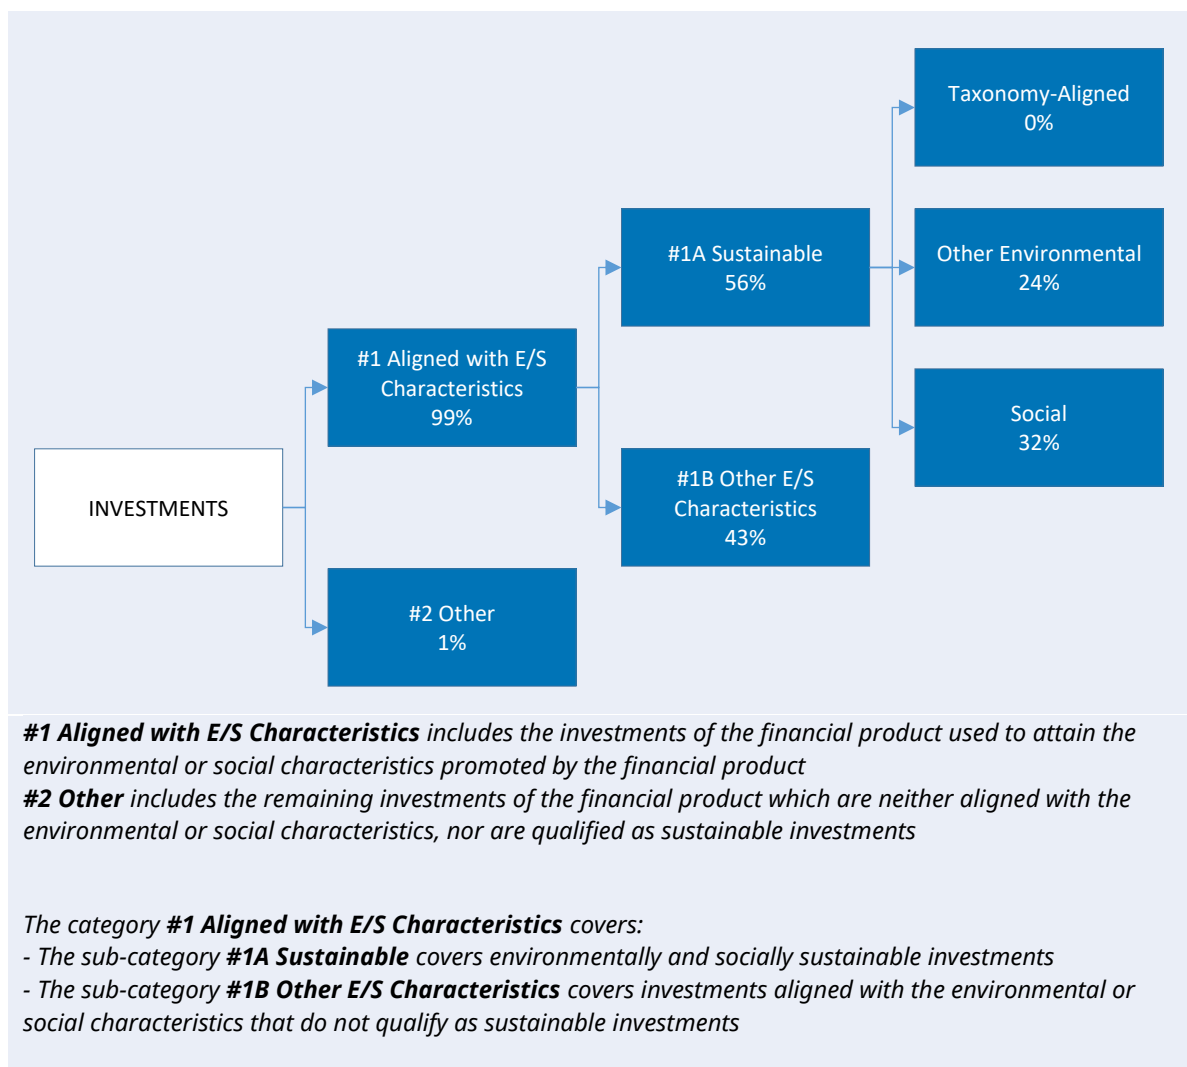 Taxonomy-Aligned
0%
#1A Sustainable
56%
Other Environmental
24%
#1 Aligned with E/S
Characteristics
99%
Social
32%
INVESTMENTS
#1B Other E/S
Characteristics
43%
#2 Other
1%
#1 Aligned with E/S Characteristics includes the investments of the financial product used to attain the
environmental or social characteristics promoted by the financial product
#2 Other includes the remaining investments of the financial product which are neither aligned with the
environmental or social characteristics, nor are qualified as sustainable investments
The category #1 Aligned with E/S Characteristics covers:
- The sub-category #1A Sustainable covers environmentally and socially sustainable investments
- The sub-category #1B Other E/S Characteristics covers investments aligned with the environmental or
social characteristics that do not qualify as sustainable investments